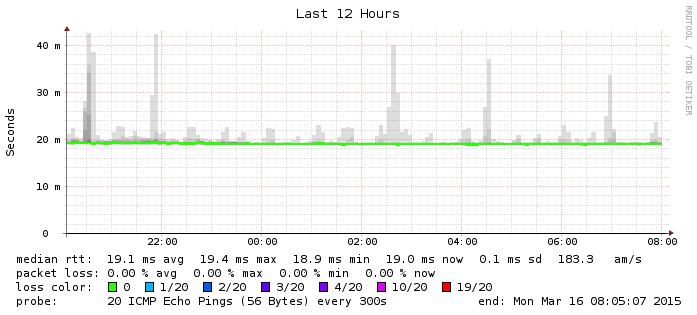 Last 12 Hours
RRDTOOL / TOBI OETIKER
Seconds
40 m
30 m
20 m
10 m
0
22:00 00:00 02:00 04:00 06:00 08:00
median rtt: 19.1 ms avg 19.4 ms max 18.9 ms min 19.0 ms now 0.1 ms sd 183.3 am/s
packet loss: 0.00 % avg 0.00 % max 0.00 % min 0.00 % now
loss color: 0 1/20 2/20 3/20 4/20 10/20 19/20
probe: 20 ICMP Echo Pings (56 Bytes) every 300s end: Mon Mar 16 08:05:07 2015